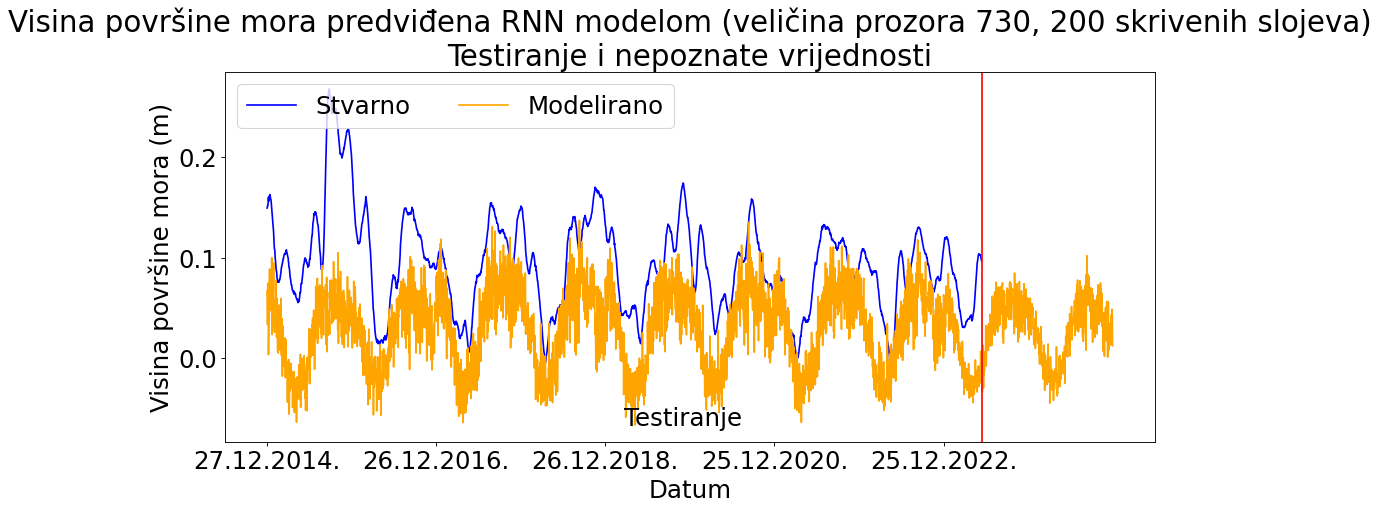 Visina površine mora predviđena RNN modelom (veličina prozora 730, 200 skrivenih slojeva)
Testiranje i nepoznate vrijednosti
Stvarno
Modelirano
Visina površine mora (m)
0.2
0.1
0.0
Testiranje
27.12.2014.
26.12.2016.
26.12.2018.
25.12.2020.
25.12.2022.
Datum